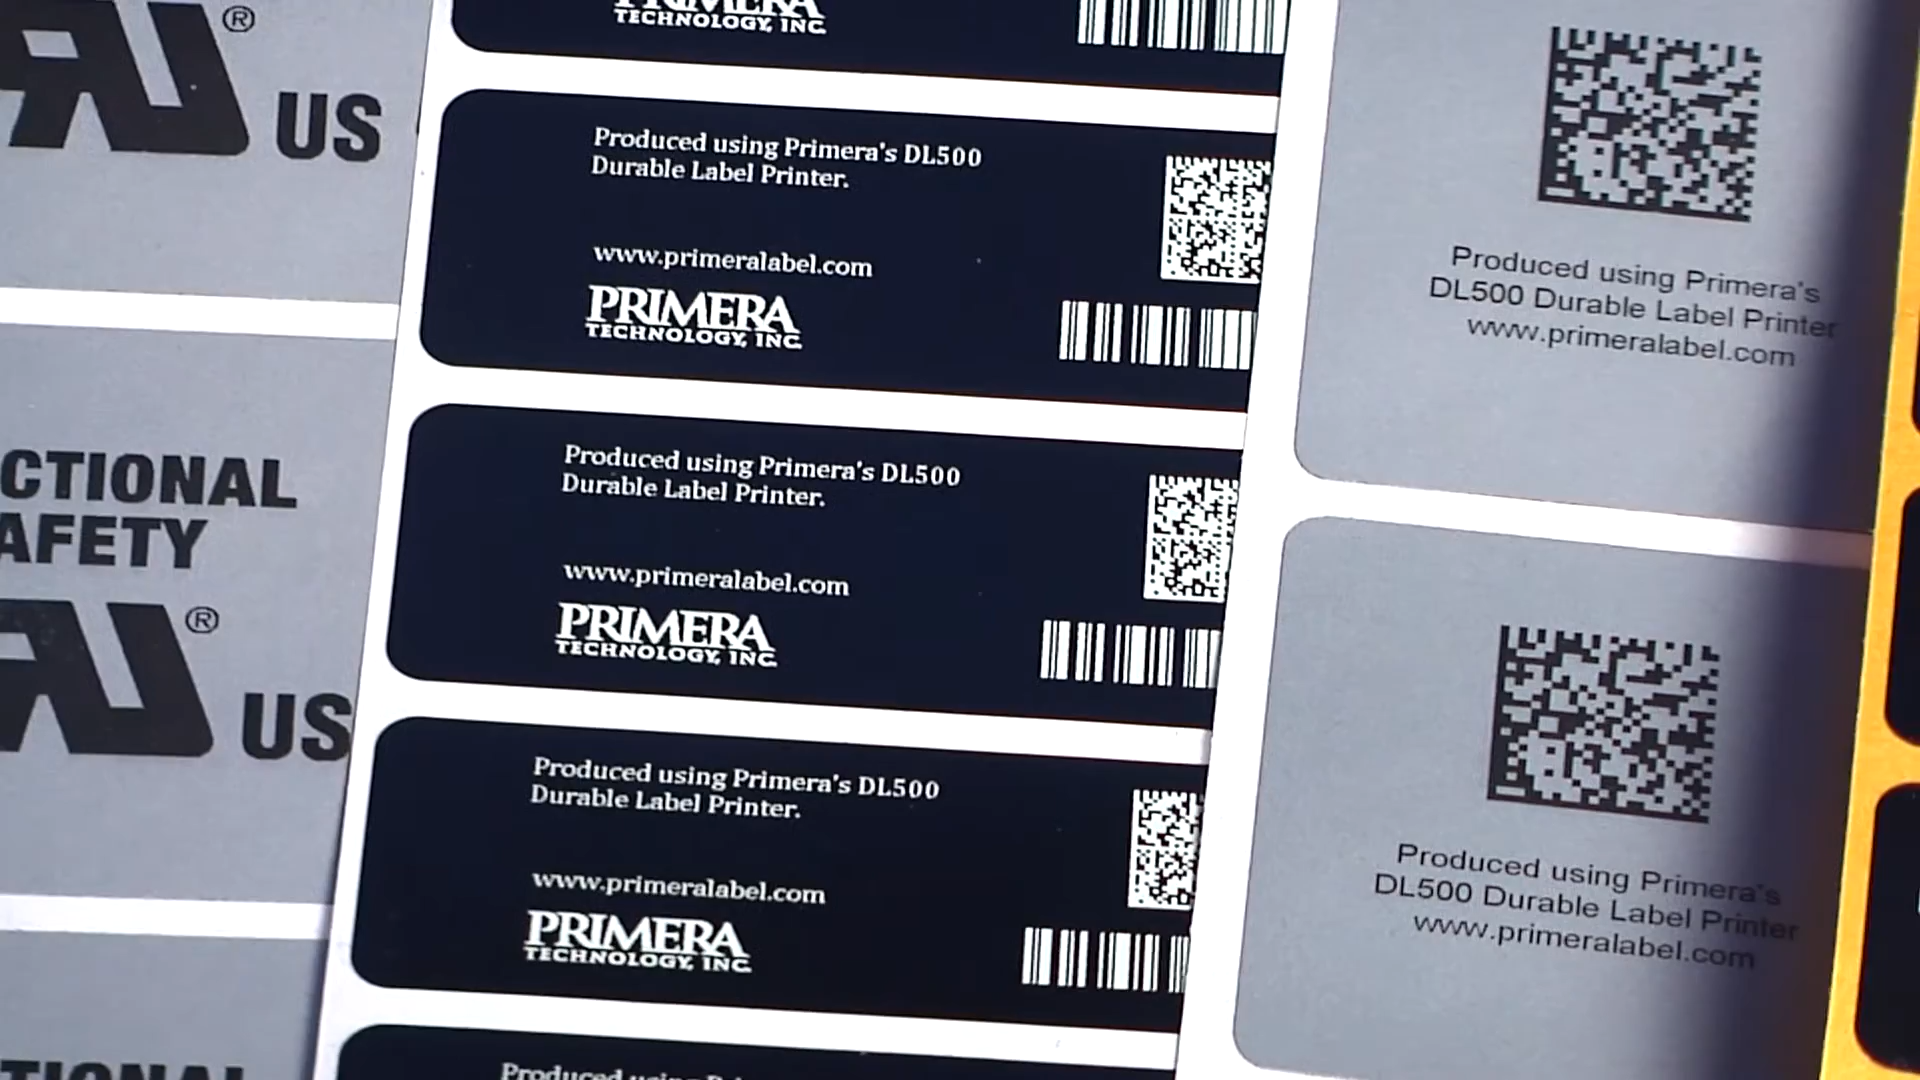 ®
US
CTIONAL
AFETY
®
US
TIONAL
PRIMERA
TECHNOLOGY, INC.
Produced using Primera's DL500
Durable Label Printer.
www.primeralabel.com
PRIMERA
TECHNOLOGY, INC.
Produced using Primera's DL500
Durable Label Printer.
www.primeralabel.com
PRIMERA
TECHNOLOGY, INC.
Produced using Primera's DL500
Durable Label Printer.
www.primeralabel.com
PRIMERA
TECHNOLOGY, INC.
Produced using
Produced using Primera's
DL500 Durable Label Printer
www.primeralabel.com
Produced using Primera's
DL500 Durable Label Printer
www.primeralabel.com